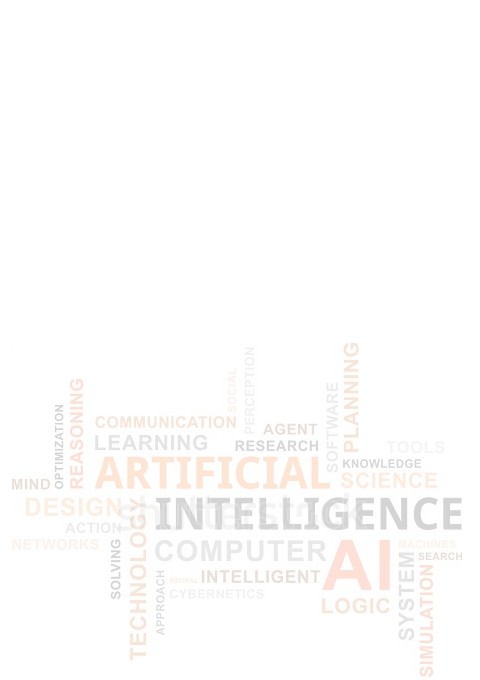 PLANNING
SOCIAL
PERCEPTION
REASONING
SOFTWARE
OPTIMIZATION
COMMUNICATION
AGENT
LEARNING
RESEARCH
TOOLS
KNOWLEDGE
ARTIFICIAL
SCIENCE
MIND
DESIGN
INTELLIGENCE
shutterstock
ACTION
TECHNOLOGY
NETWORKS
SOLVING
COMPUTER
AI
MACHINES
SEARCH
SYSTEM
SIMULATION
APPROACH
INTELLIGENT
CYBERNETICS
LOGIC